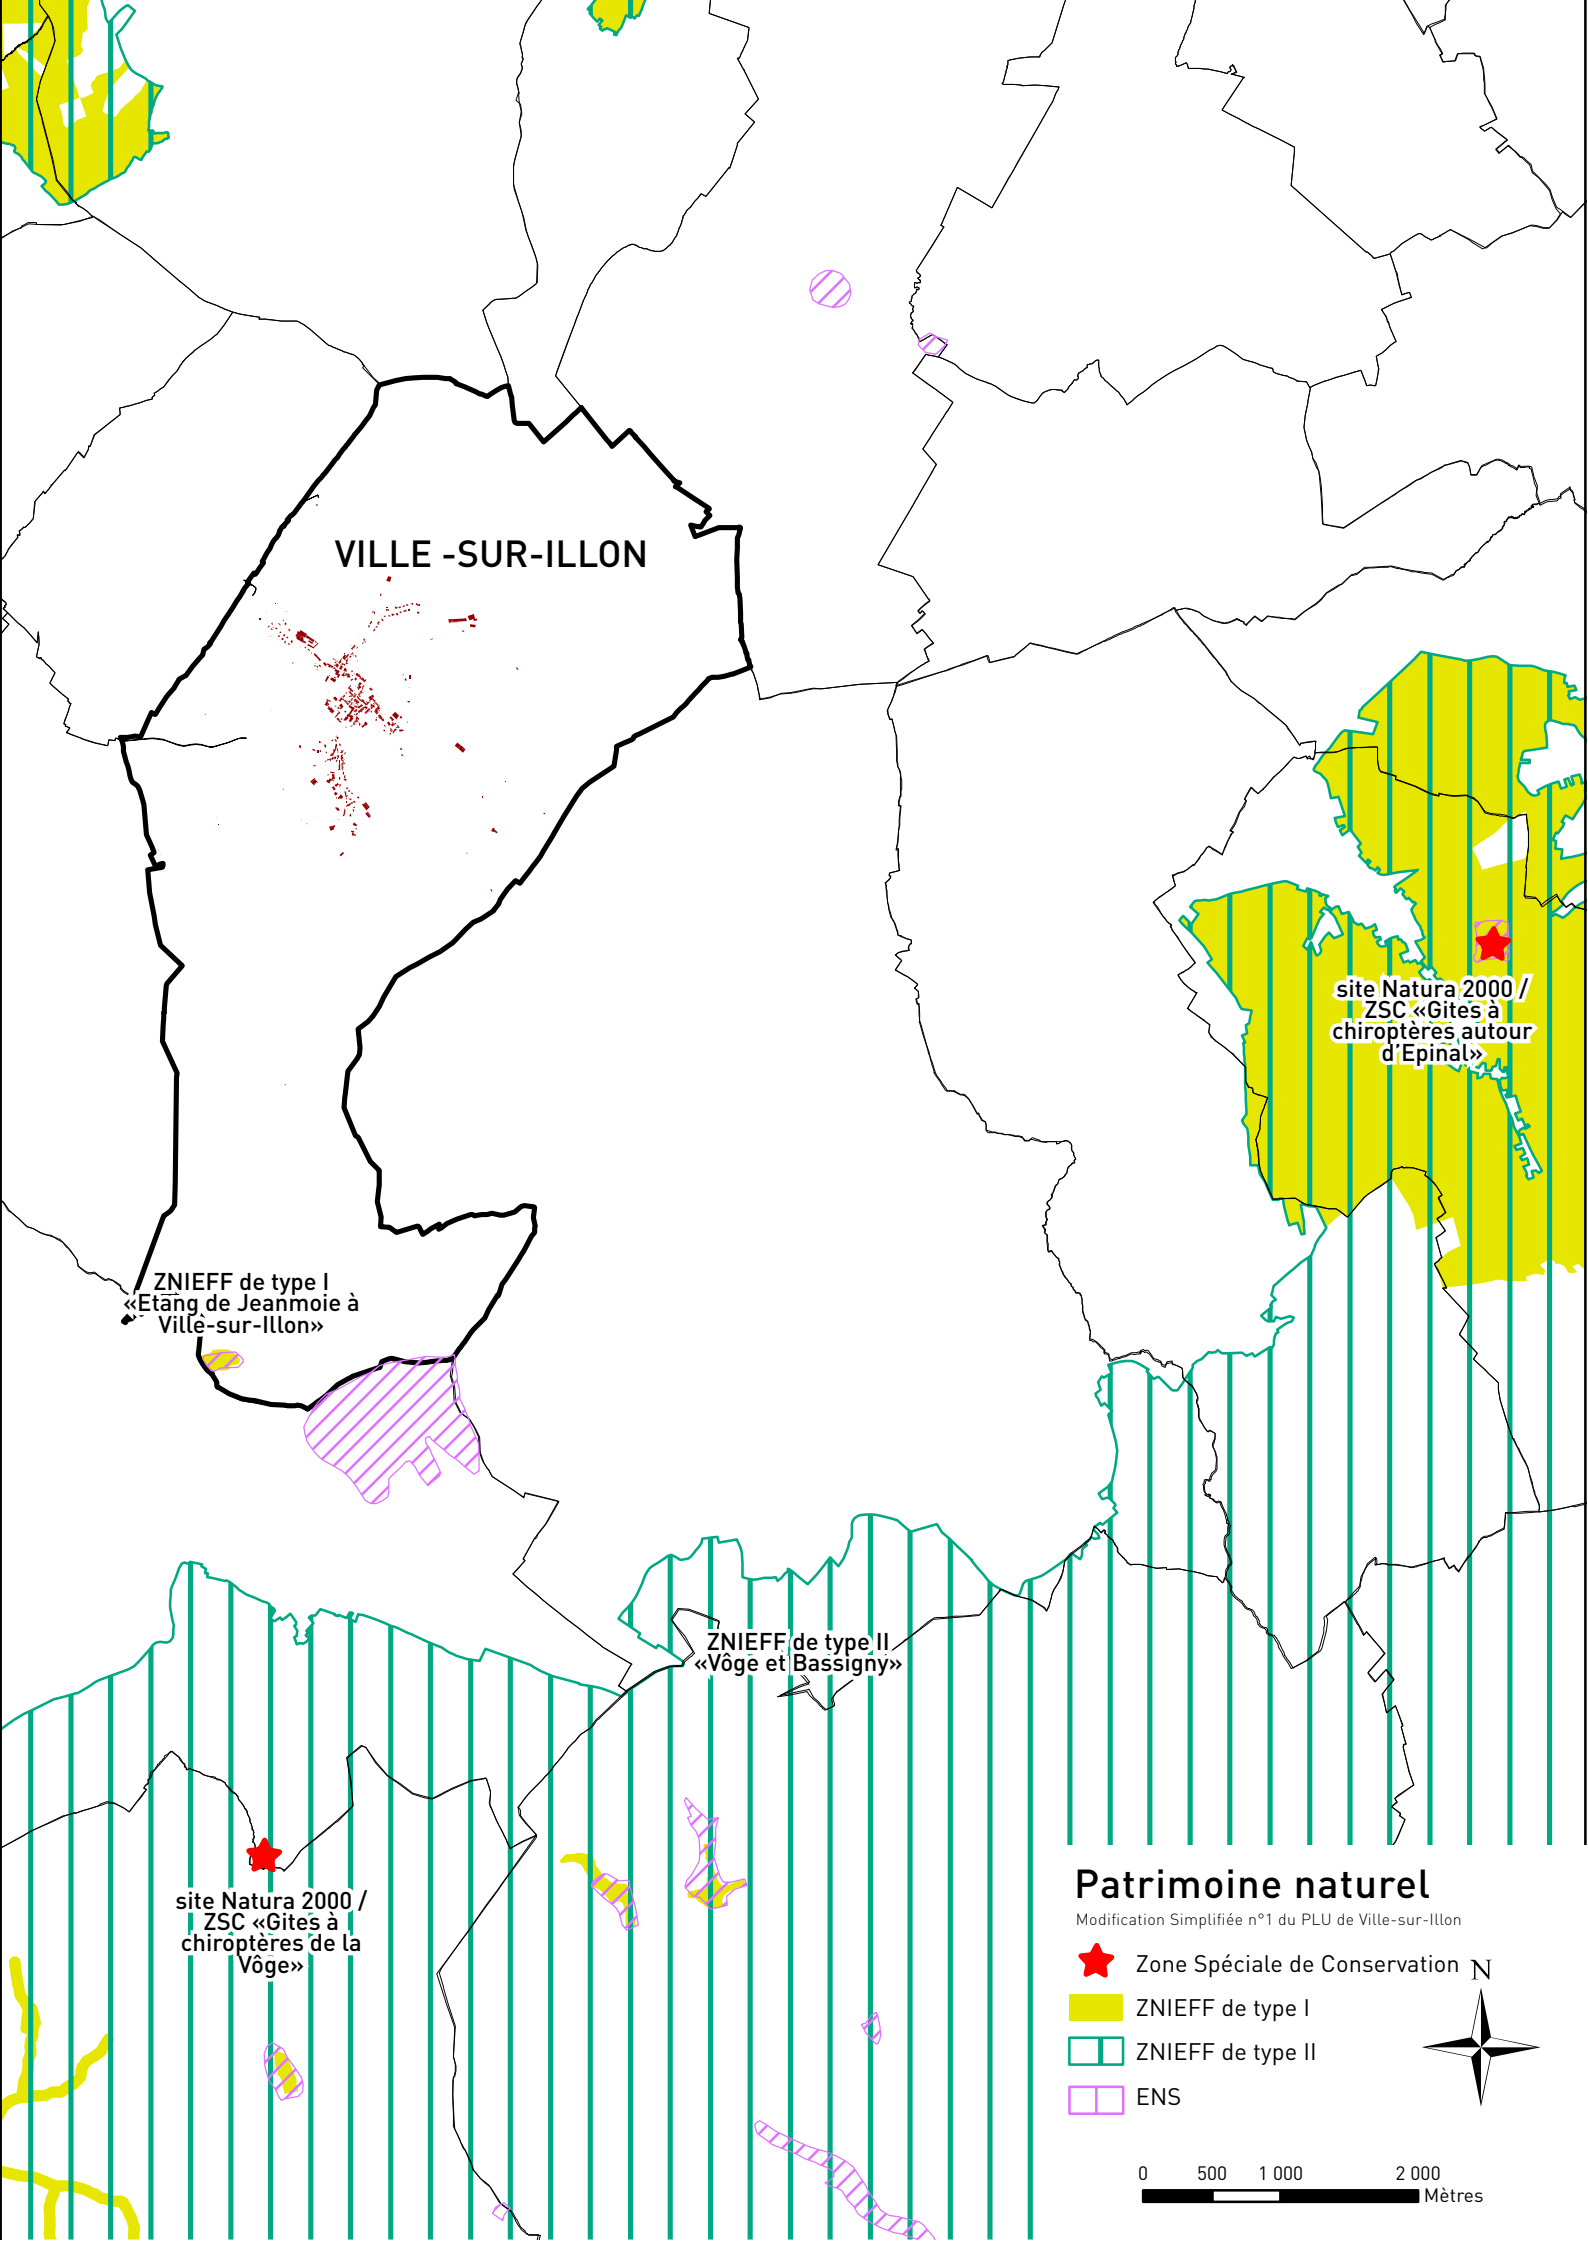 VILLE -SUR-ILLON
site Natura 2000 /
ZSC «Gites à
chiroptères autour
d'Epinal»
ZNIEFF de type I
«Etang de Jeanmoie à
Ville-sur-Illon»
ZNIEFF de type II
«Vôge et Bassigny»
site Natura 2000 /
ZSC «Gites à
chiroptères de la
Vôge»
Patrimoine naturel
Modification Simplifiée n°1 du PLU de Ville-sur-Illon
Zone Spéciale de Conservation
N
ZNIEFF de type I
ZNIEFF de type II
ENS
0 500 1 000 2 000
Mètres